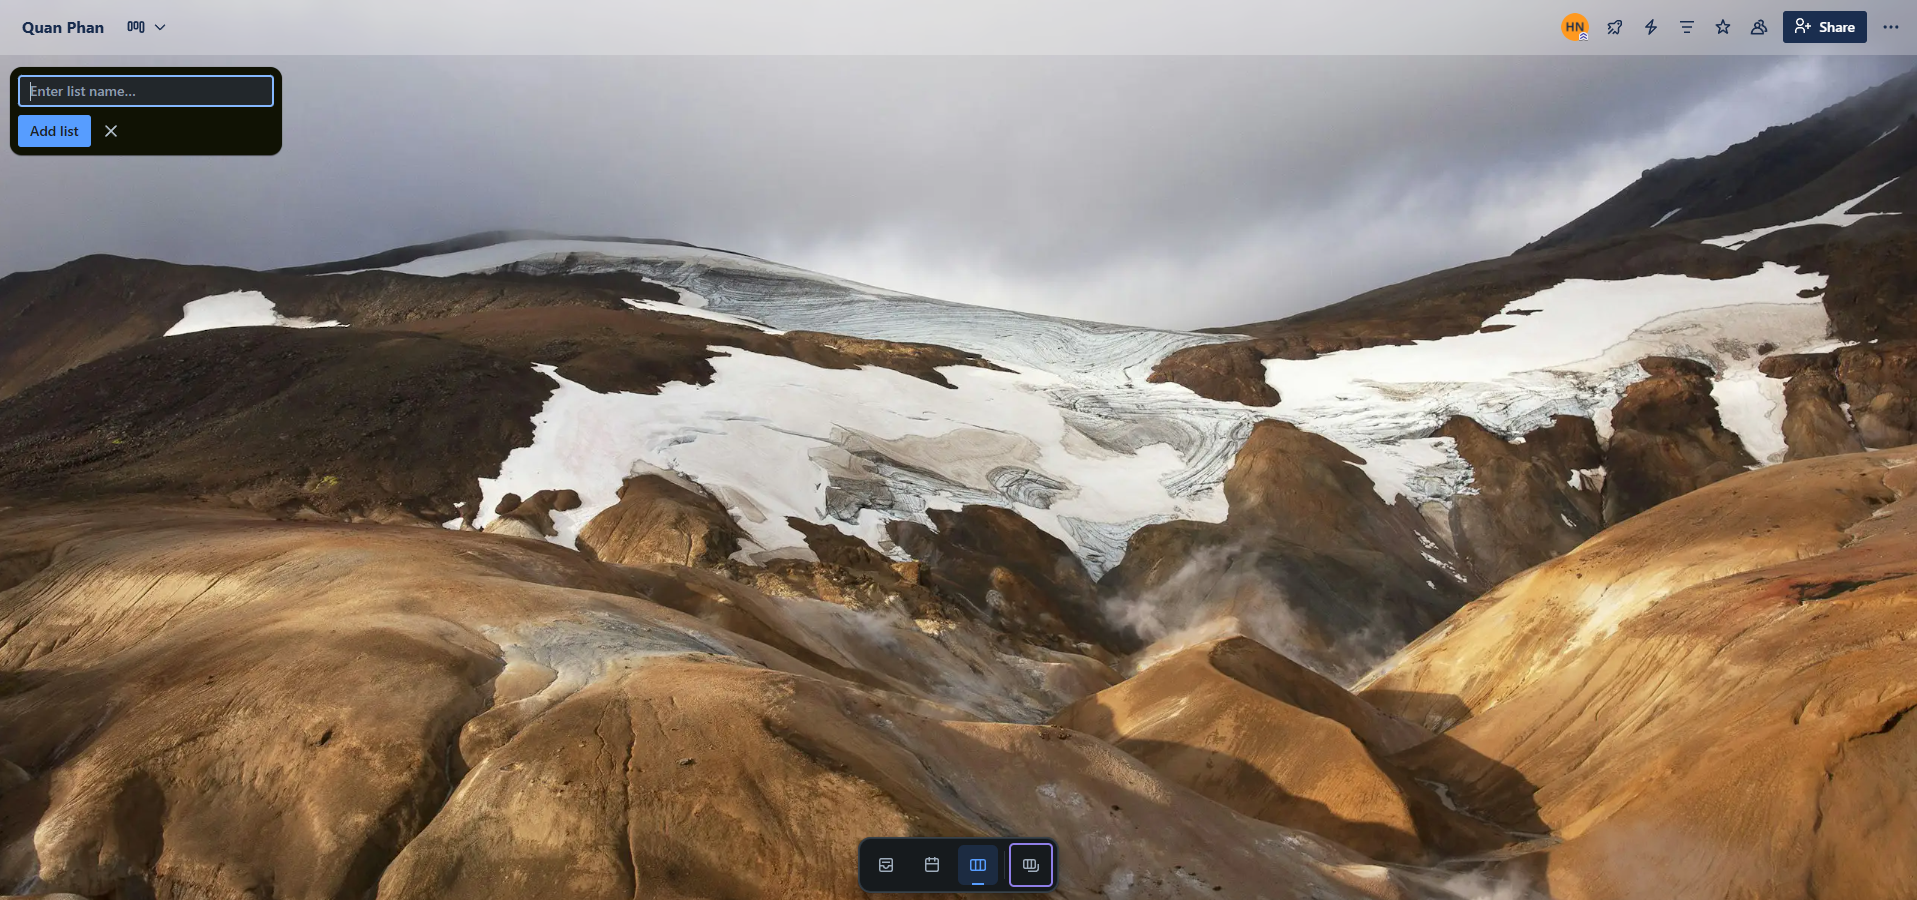 Quan Phan
HN
Share
Enter list name...
Add list